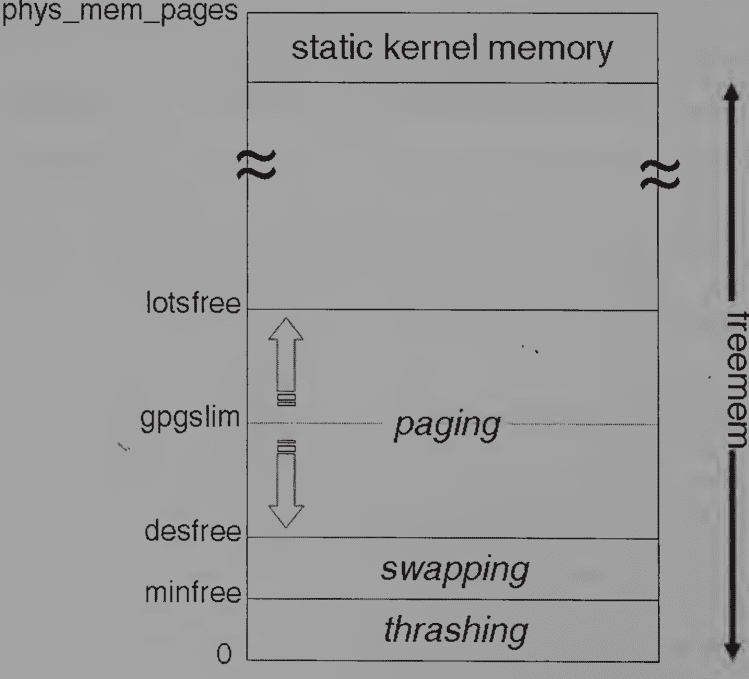 phys_mem_pages
static kernel memory
lotsfree
gpgslim
paging
desfree
swapping
minfree
thrashing
0
freemem